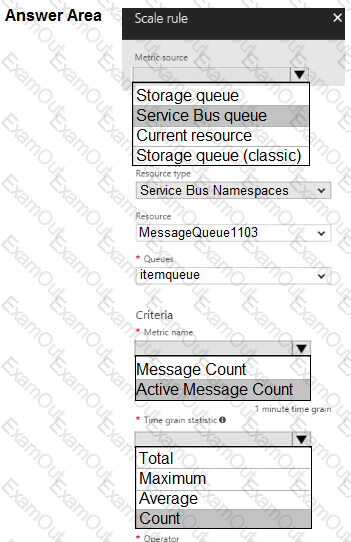 Answer Area
Scale rule
Metric source
Storage queue
Service Bus queue
Current resource
Storage queue (classic)
Resource type
Service Bus Namespaces
Resource
MessageQueue1103
* Queues
itemqueue
Criteria
* Metric name
Message Count
Active Message Count
1 minute time grain
* Time grain statistic
Total
Maximum
Average
Count
* Operator